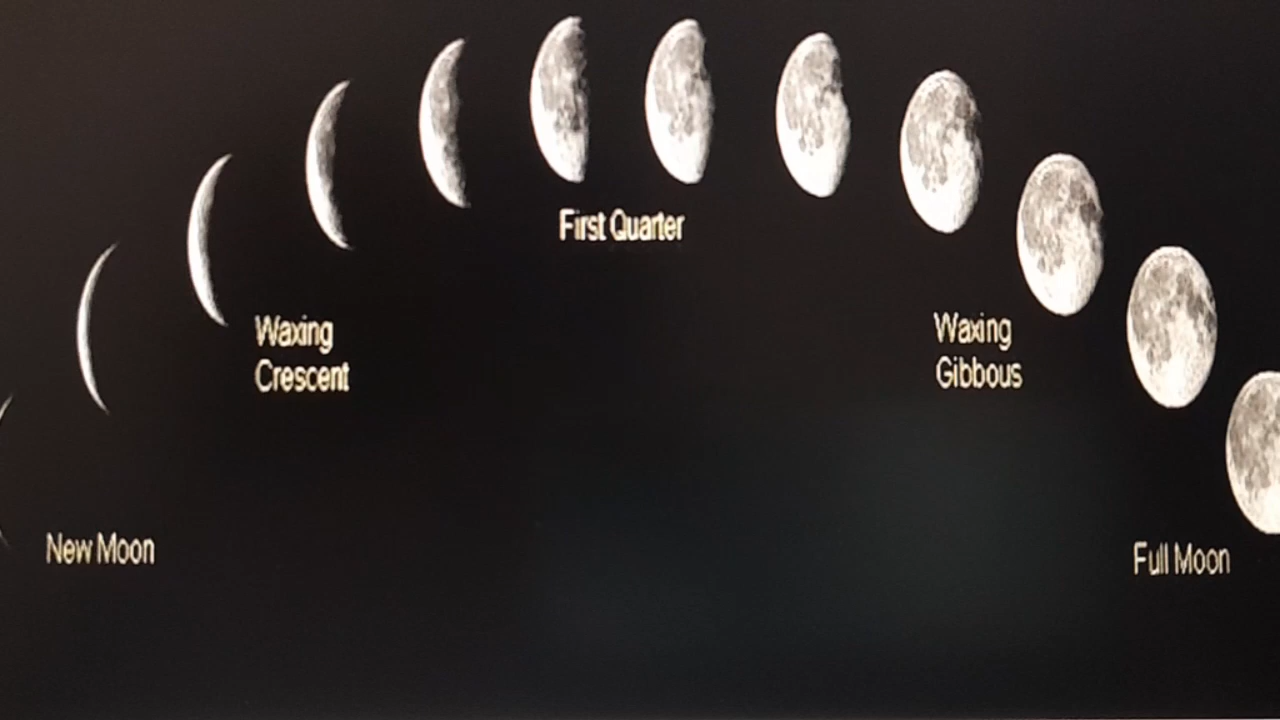 First Quarter
Waxing
Crescent
Waxing
Gibbous
New Moon
Full Moon